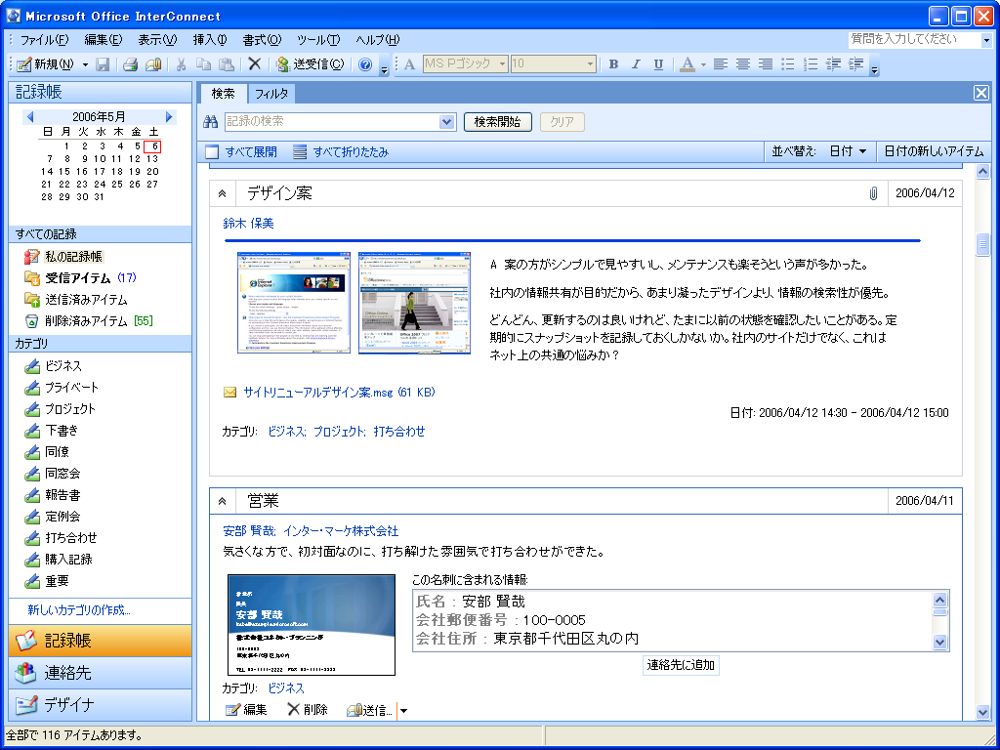 Microsoft Office InterConnect
ファイル(F) 編集(E) 表示(V) 挿入(I) 書式(O) ツール(T) ヘルプ(H)
質問を入力してください
新規(N) 送受信(C) A MS Pゴシック 10 B I U A
記録帳
2006年5月
日 月 火 水 木 金 土
1 2 3 4 5 6
7 8 9 10 11 12 13
14 15 16 17 18 19 20
21 22 23 24 25 26 27
28 29 30 31
すべての記録
私の記録帳
受信アイテム (17)
送信済みアイテム
削除済みアイテム [55]
カテゴリ
ビジネス
プライベート
プロジェクト
下書き
同僚
同窓会
報告書
定例会
打ち合わせ
購入記録
重要
新しいカテゴリの作成...
記録帳
連絡先
デザイナ
検索 フィルタ
記録の検索 検索開始 クリア
すべて展開 すべて折りたたみ 並べ替え: 日付 日付の新しいアイテム
デザイン案 2006/04/12
鈴木 保美
A 案の方がシンプルで見やすいし、メンテナンスも楽そうという声が多かった。
社内の情報共有が目的だから、あまり凝ったデザインより、情報の検索性が優先。
どんどん、更新するのは良いけれど、たまに以前の状態を確認したいことがある。定
期的にスナップショットを記録しておくしかないか。社内のサイトだけでなく、これは
ネット上の共通の悩みか?
サイトリニューアルデザイン案.msg (61 KB)
日付: 2006/04/12 14:30 - 2006/04/12 15:00
カテゴリ: ビジネス; プロジェクト; 打ち合わせ
営業 2006/04/11
安部 賢哉; インター・マーケ株式会社
気さくな方で、初対面なのに、打ち解けた雰囲気で打ち合わせができた。
安部 賢哉
この名刺に含まれる情報:
氏名 : 安部 賢哉
会社郵便番号 : 100-0005
会社住所 : 東京都千代田区丸の内
連絡先に追加
カテゴリ: ビジネス
編集 削除 送信...
全部で 116 アイテムあります。